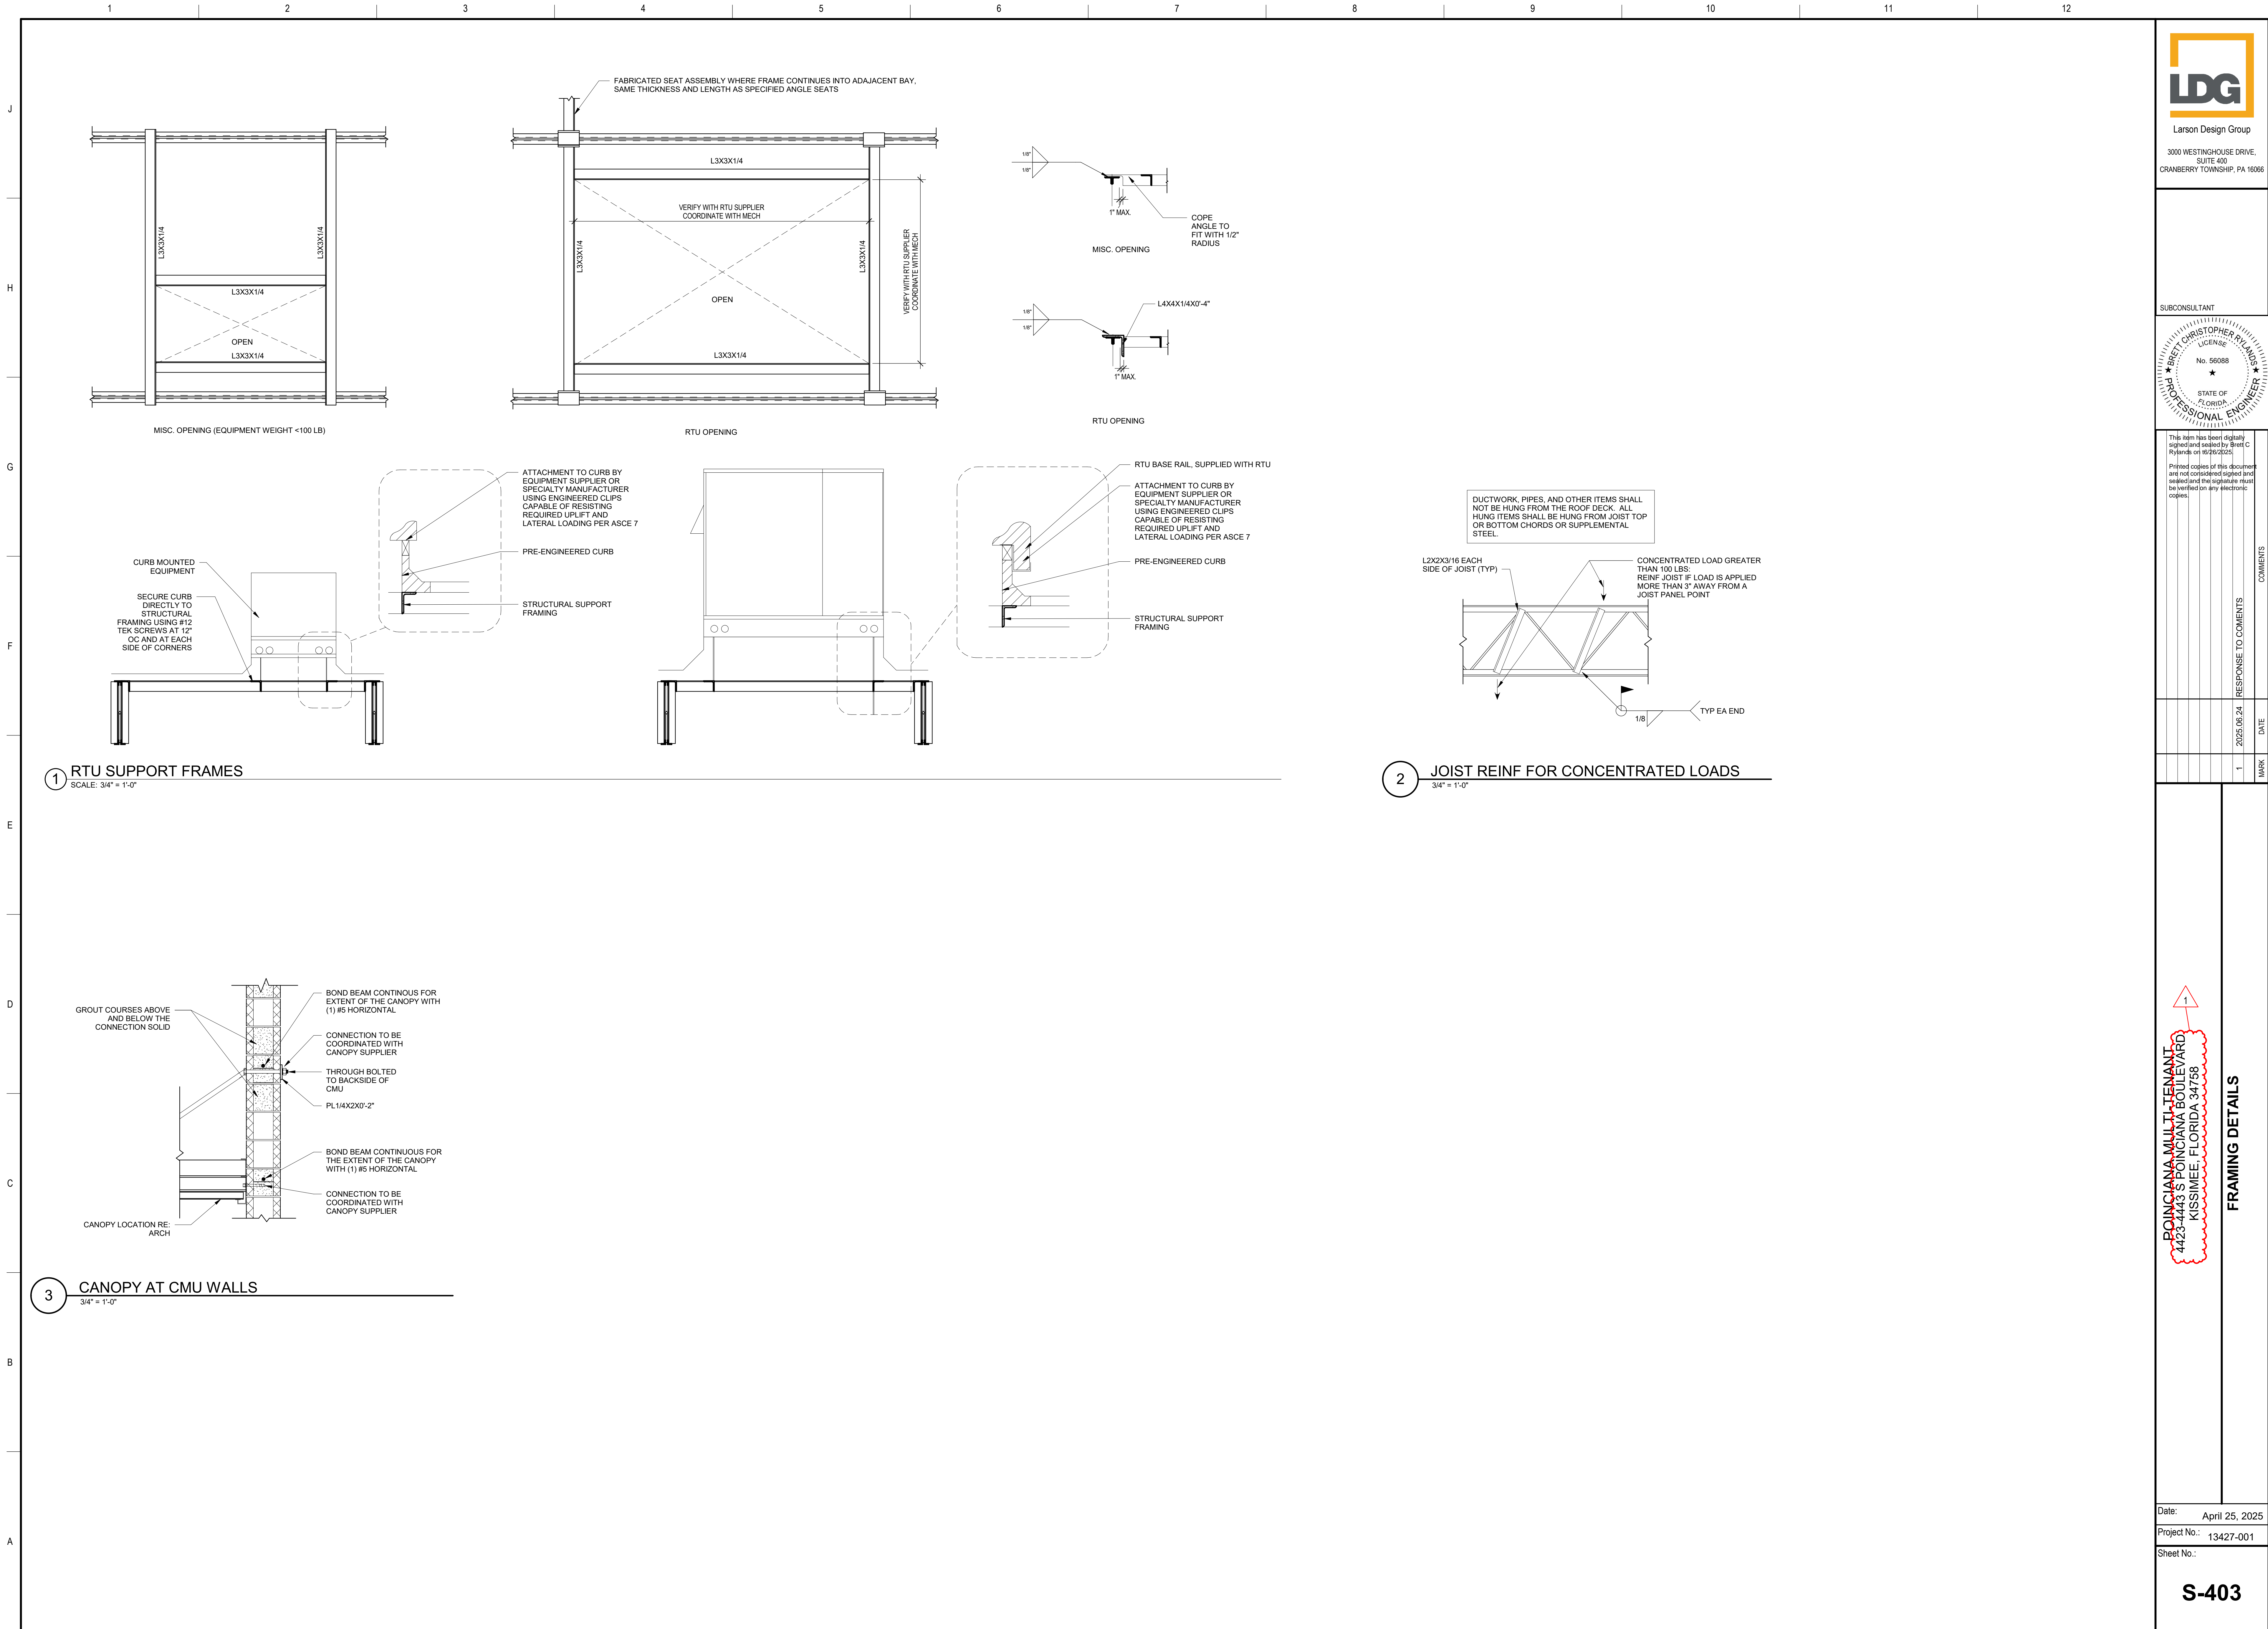 1 2 3 4 5 6 7 8 9 10 11 12
J
H
G
F
E
D
C
B
A
FABRICATED SEAT ASSEMBLY WHERE FRAME CONTINUES INTO ADAJACENT BAY,
SAME THICKNESS AND LENGTH AS SPECIFIED ANGLE SEATS
L3X3X1/4
L3X3X1/4
L3X3X1/4
OPEN
L3X3X1/4
MISC. OPENING (EQUIPMENT WEIGHT <100 LB)
L3X3X1/4
VERIFY WITH RTU SUPPLIER
COORDINATE WITH MECH
L3X3X1/4
L3X3X1/4
VERIFY WITH RTU SUPPLIER
COORDINATE WITH MECH
OPEN
L3X3X1/4
RTU OPENING
1/8"
1/8"
1" MAX.
COPE
ANGLE TO
FIT WITH 1/2"
RADIUS
MISC. OPENING
L4X4X1/4X0'-4"
1/8"
1/8"
1" MAX.
RTU OPENING
CURB MOUNTED
EQUIPMENT
SECURE CURB
DIRECTLY TO
STRUCTURAL
FRAMING USING #12
TEK SCREWS AT 12"
OC AND AT EACH
SIDE OF CORNERS
ATTACHMENT TO CURB BY
EQUIPMENT SUPPLIER OR
SPECIALTY MANUFACTURER
USING ENGINEERED CLIPS
CAPABLE OF RESISTING
REQUIRED UPLIFT AND
LATERAL LOADING PER ASCE 7
PRE-ENGINEERED CURB
STRUCTURAL SUPPORT
FRAMING
RTU BASE RAIL, SUPPLIED WITH RTU
ATTACHMENT TO CURB BY
EQUIPMENT SUPPLIER OR
SPECIALTY MANUFACTURER
USING ENGINEERED CLIPS
CAPABLE OF RESISTING
REQUIRED UPLIFT AND
LATERAL LOADING PER ASCE 7
PRE-ENGINEERED CURB
STRUCTURAL SUPPORT
FRAMING
1 RTU SUPPORT FRAMES
SCALE: 3/4" = 1'-0"
DUCTWORK, PIPES, AND OTHER ITEMS SHALL
NOT BE HUNG FROM THE ROOF DECK. ALL
HUNG ITEMS SHALL BE HUNG FROM JOIST TOP
OR BOTTOM CHORDS OR SUPPLEMENTAL
STEEL.
L2X2X3/16 EACH
SIDE OF JOIST (TYP)
CONCENTRATED LOAD GREATER
THAN 100 LBS:
REINF JOIST IF LOAD IS APPLIED
MORE THAN 3" AWAY FROM A
JOIST PANEL POINT
1/8
TYP EA END
2 JOIST REINF FOR CONCENTRATED LOADS
3/4" = 1'-0"
GROUT COURSES ABOVE
AND BELOW THE
CONNECTION SOLID
BOND BEAM CONTINOUS FOR
EXTENT OF THE CANOPY WITH
(1) #5 HORIZONTAL
CONNECTION TO BE
COORDINATED WITH
CANOPY SUPPLIER
THROUGH BOLTED
TO BACKSIDE OF
CMU
PL1/4X2X0'-2"
BOND BEAM CONTINUOUS FOR
THE EXTENT OF THE CANOPY
WITH (1) #5 HORIZONTAL
CONNECTION TO BE
COORDINATED WITH
CANOPY SUPPLIER
CANOPY LOCATION RE:
ARCH
3 CANOPY AT CMU WALLS
3/4" = 1'-0"
LDG
Larson Design Group
3000 WESTINGHOUSE DRIVE,
SUITE 400
CRANBERRY TOWNSHIP, PA 16066
SUBCONSULTANT
BRETT CHRISTOPHER RYLANDS
LICENSE
No. 56088
STATE OF
FLORIDA
PROFESSIONAL ENGINEER
This item has been digitally
signed and sealed by Brett C
Rylands on t6/26/2025.
Printed copies of this document
are not considered signed and
sealed and the signature must
be verified on any electronic
copies.
COMMENTS
RESPONSE TO COMENTS
2025.06.24
DATE
1
MARK
1
POINCIANA MULTI-TENANT
4423-4443 S POINCIANA BOULEVARD
KISSIMEE, FLORIDA 34758
FRAMING DETAILS
Date: April 25, 2025
Project No.: 13427-001
Sheet No.:
S-403